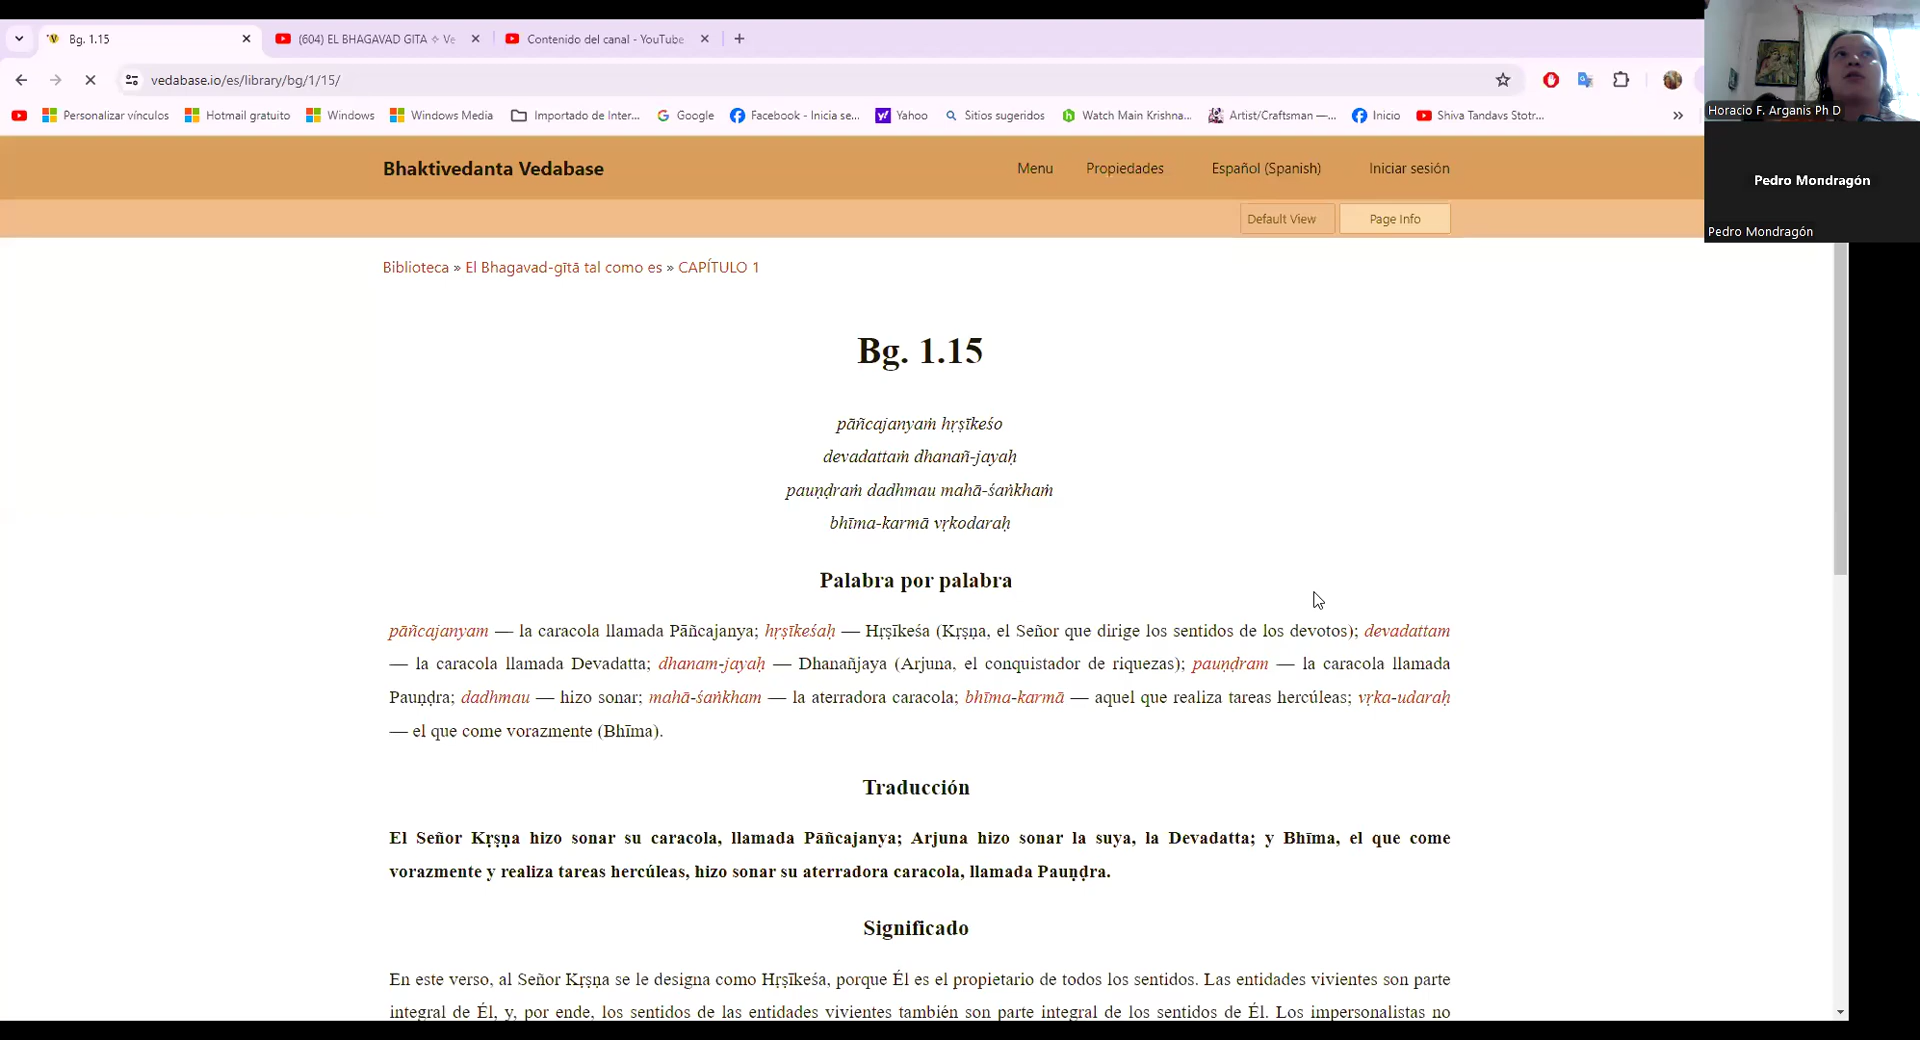 Bg. 1.15
(604) EL BHAGAVAD GITA ✧ Ve
Contenido del canal - YouTube
vedabase.io/es/library/bg/1/15/
Personalizar vínculos
Hotmail gratuito
Windows
Windows Media
Importado de Inter...
Google
Facebook - Inicia se...
Yahoo
Sitios sugeridos
Watch Main Krishna...
Artist/Craftsman —...
Inicio
Shiva Tandavs Stotr...
Horacio F. Arganis Ph D
Pedro Mondragón
Pedro Mondragón
Bhaktivedanta Vedabase
Menu
Propiedades
Español (Spanish)
Iniciar sesión
Default View
Page Info
Biblioteca » El Bhagavad-gītā tal como es » CAPÍTULO 1
Bg. 1.15
pāñcajanyaṁ hṛṣīkeśo
devadattaṁ dhanañ-jayaḥ
pauṇḍraṁ dadhmau mahā-śaṅkhaṁ
bhīma-karmā vṛkodaraḥ
Palabra por palabra
pāñcajanyam — la caracola llamada Pāñcajanya; hṛṣīkeśaḥ — Hṛṣīkeśa (Kṛṣṇa, el Señor que dirige los sentidos de los devotos); devadattam
— la caracola llamada Devadatta; dhanam-jayaḥ — Dhanañjaya (Arjuna, el conquistador de riquezas); pauṇḍram — la caracola llamada
Pauṇḍra; dadhmau — hizo sonar; mahā-śaṅkham — la aterradora caracola; bhīma-karmā — aquel que realiza tareas hercúleas; vṛka-udaraḥ
— el que come vorazmente (Bhīma).
Traducción
El Señor Kṛṣṇa hizo sonar su caracola, llamada Pāñcajanya; Arjuna hizo sonar la suya, la Devadatta; y Bhīma, el que come
vorazmente y realiza tareas hercúleas, hizo sonar su aterradora caracola, llamada Pauṇḍra.
Significado
En este verso, al Señor Kṛṣṇa se le designa como Hṛṣīkeśa, porque Él es el propietario de todos los sentidos. Las entidades vivientes son parte
integral de Él, y, por ende, los sentidos de las entidades vivientes también son parte integral de los sentidos de Él. Los impersonalistas no